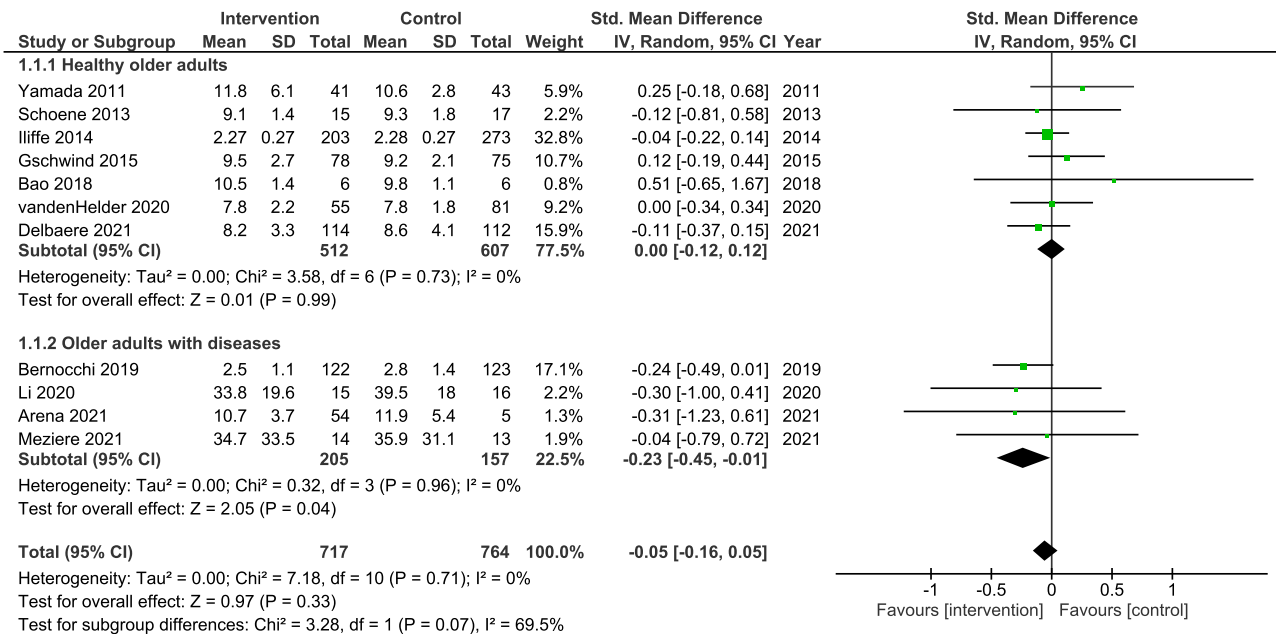 Intervention Control Std. Mean Difference Std. Mean Difference
Study or Subgroup Mean SD Total Mean SD Total Weight IV, Random, 95% CI Year IV, Random, 95% CI
1.1.1 Healthy older adults
Yamada 2011 11.8 6.1 41 10.6 2.8 43 5.9% 0.25 [-0.18, 0.68] 2011
Schoene 2013 9.1 1.4 15 9.3 1.8 17 2.2% -0.12 [-0.81, 0.58] 2013
Iliffe 2014 2.27 0.27 203 2.28 0.27 273 32.8% -0.04 [-0.22, 0.14] 2014
Gschwind 2015 9.5 2.7 78 9.2 2.1 75 10.7% 0.12 [-0.19, 0.44] 2015
Bao 2018 10.5 1.4 6 9.8 1.1 6 0.8% 0.51 [-0.65, 1.67] 2018
vandenHelder 2020 7.8 2.2 55 7.8 1.8 81 9.2% 0.00 [-0.34, 0.34] 2020
Delbaere 2021 8.2 3.3 114 8.6 4.1 112 15.9% -0.11 [-0.37, 0.15] 2021
Subtotal (95% CI) 512 607 77.5% 0.00 [-0.12, 0.12]
Heterogeneity: Tau² = 0.00; Chi² = 3.58, df = 6 (P = 0.73); I² = 0%
Test for overall effect: Z = 0.01 (P = 0.99)
1.1.2 Older adults with diseases
Bernocchi 2019 2.5 1.1 122 2.8 1.4 123 17.1% -0.24 [-0.49, 0.01] 2019
Li 2020 33.8 19.6 15 39.5 18 16 2.2% -0.30 [-1.00, 0.41] 2020
Arena 2021 10.7 3.7 54 11.9 5.4 5 1.3% -0.31 [-1.23, 0.61] 2021
Meziere 2021 34.7 33.5 14 35.9 31.1 13 1.9% -0.04 [-0.79, 0.72] 2021
Subtotal (95% CI) 205 157 22.5% -0.23 [-0.45, -0.01]
Heterogeneity: Tau² = 0.00; Chi² = 0.32, df = 3 (P = 0.96); I² = 0%
Test for overall effect: Z = 2.05 (P = 0.04)
Total (95% CI) 717 764 100.0% -0.05 [-0.16, 0.05]
Heterogeneity: Tau² = 0.00; Chi² = 7.18, df = 10 (P = 0.71); I² = 0%
Test for overall effect: Z = 0.97 (P = 0.33)
Test for subgroup differences: Chi² = 3.28, df = 1 (P = 0.07), I² = 69.5%
-1 -0.5 0 0.5 1
Favours [intervention] Favours [control]